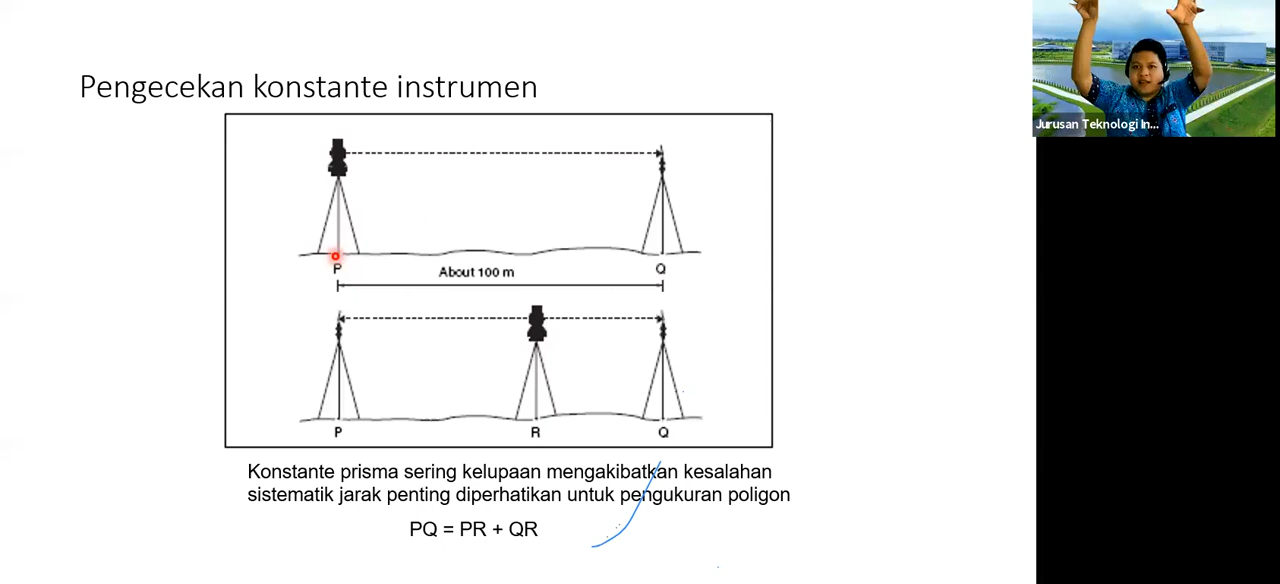 Pengecekan konstante instrumen
Jurusan Teknologi In...
P
About 100 m
Q
P
R
Q
Konstante prisma sering kelupaan mengakibatkan kesalahan
sistematik jarak penting diperhatikan untuk pengukuran poligon
PQ = PR + QR